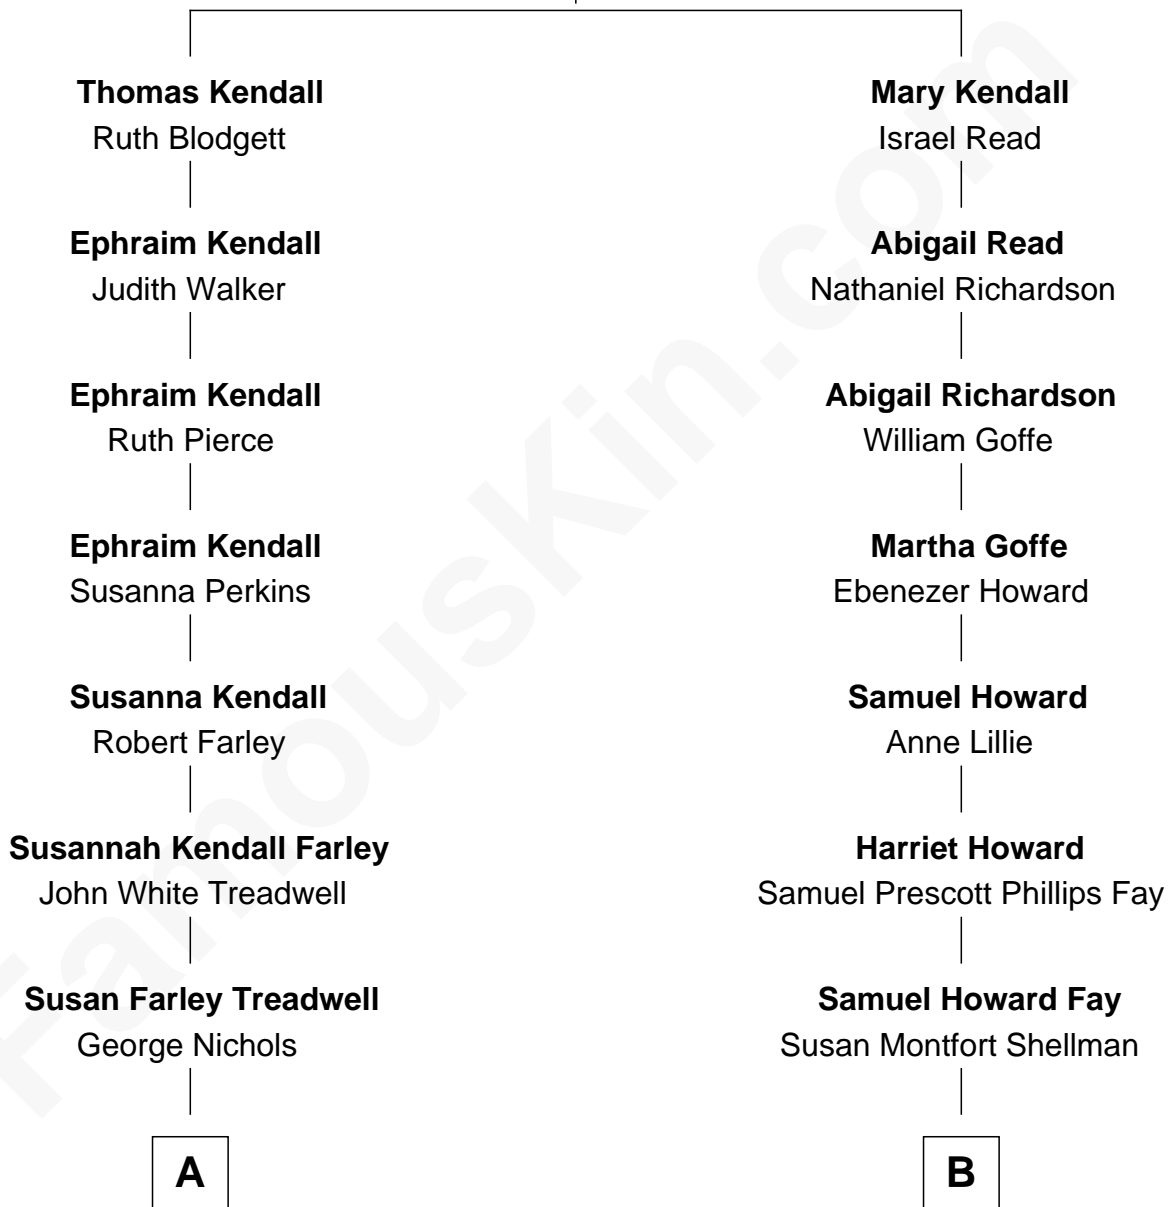 Thomas Kendall
Ruth Blodgett
Ephraim Kendall
Judith Walker
Ephraim Kendall
Ruth Pierce
Ephraim Kendall
Susanna Perkins
Susanna Kendall
Robert Farley
Susannah Kendall Farley
John White Treadwell
Susan Farley Treadwell
George Nichols
A
Mary Kendall
Israel Read
Abigail Read
Nathaniel Richardson
Abigail Richardson
William Goffe
Martha Goffe
Ebenezer Howard
Samuel Howard
Anne Lillie
Harriet Howard
Samuel Prescott Phillips Fay
Samuel Howard Fay
Susan Montfort Shellman
B
FamousKin.com